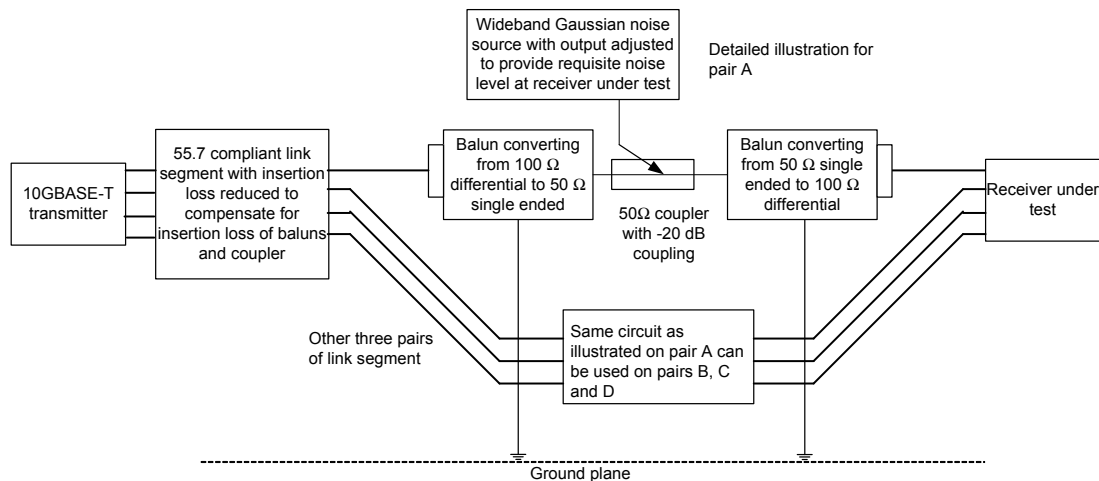 Wideband Gaussian noise
source with output adjusted
to provide requisite noise
level at receiver under test
Detailed illustration for
pair A
10GBASE-T
transmitter
55.7 compliant link
segment with insertion
loss reduced to
compensate for
insertion loss of baluns
and coupler
Balun converting
from 100 Ω
differential to 50 Ω
single ended
50Ω coupler
with -20 dB
coupling
Balun converting
from 50 Ω single
ended to 100 Ω
differential
Receiver under
test
Other three pairs
of link segment
Same circuit as
illustrated on pair A can
be used on pairs B, C
and D
Ground plane